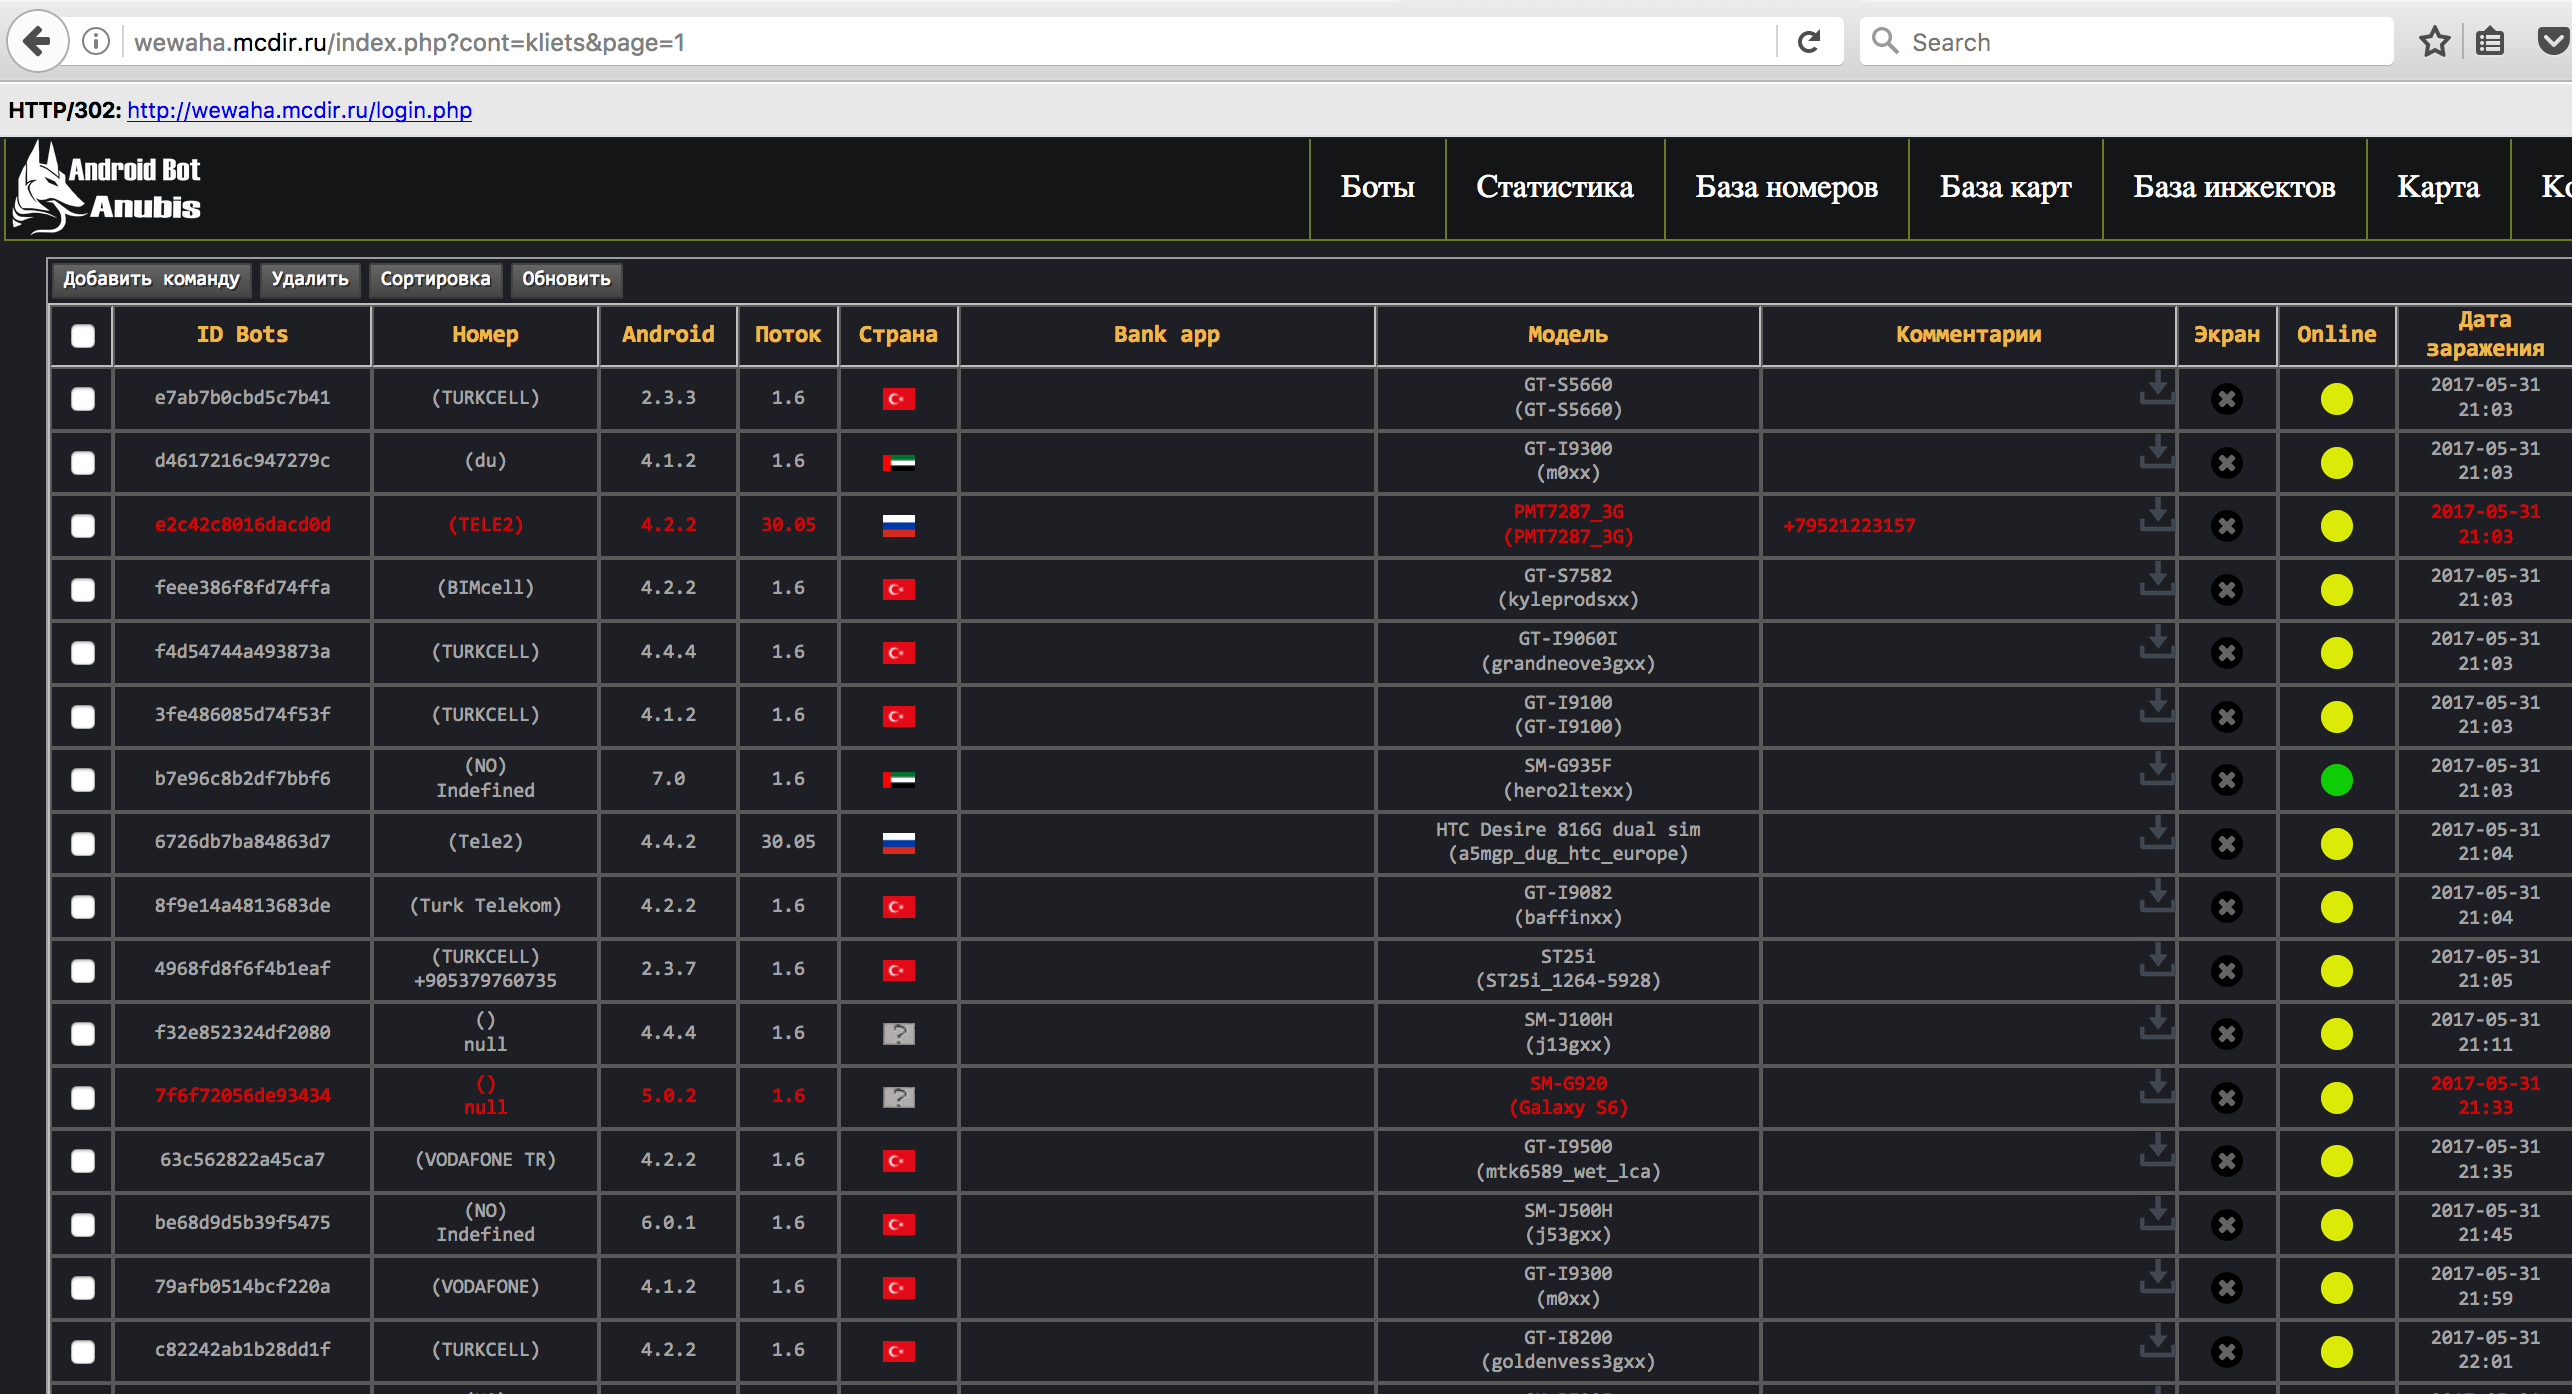 wewaha.mcdir.ru/index.php?cont=kliets&page=1
Search
HTTP/302: http://wewaha.mcdir.ru/login.php
Android Bot
Anubis
Боты
Статистика
База номеров
База карт
База инжектов
Карта
Добавить команду
Удалить
Сортировка
Обновить
ID Bots Номер Android Поток Страна Bank app Модель Комментарии Экран Online Дата заражения
e7ab7b0cbd5c7b41 (TURKCELL) 2.3.3 1.6 GT-S5660 (GT-S5660) 2017-05-31 21:03
d4617216c947279c (du) 4.1.2 1.6 GT-I9300 (m0xx) 2017-05-31 21:03
e2c42c8016dacd0d (TELE2) 4.2.2 30.05 PMT7287_3G (PMT7287_3G) +79521223157 2017-05-31 21:03
feee386f8fd74ffa (BIMcell) 4.2.2 1.6 GT-S7582 (kyleprodsxx) 2017-05-31 21:03
f4d54744a493873a (TURKCELL) 4.4.4 1.6 GT-I9060I (grandneove3gxx) 2017-05-31 21:03
3fe486085d74f53f (TURKCELL) 4.1.2 1.6 GT-I9100 (GT-I9100) 2017-05-31 21:03
b7e96c8b2df7bbf6 (NO) Indefined 7.0 1.6 SM-G935F (hero2ltexx) 2017-05-31 21:03
6726db7ba84863d7 (Tele2) 4.4.2 30.05 HTC Desire 816G dual sim (a5mgp_dug_htc_europe) 2017-05-31 21:04
8f9e14a4813683de (Turk Telekom) 4.2.2 1.6 GT-I9082 (baffinxx) 2017-05-31 21:04
4968fd8f6f4b1eaf (TURKCELL) +905379760735 2.3.7 1.6 ST25i (ST25i_1264-5928) 2017-05-31 21:05
f32e852324df2080 () null 4.4.4 1.6 ? SM-J100H (j13gxx) 2017-05-31 21:11
7f6f72056de93434 () null 5.0.2 1.6 ? SM-G920 (Galaxy S6) 2017-05-31 21:33
63c562822a45ca7 (VODAFONE TR) 4.2.2 1.6 GT-I9500 (mtk6589_wet_lca) 2017-05-31 21:35
be68d9d5b39f5475 (NO) Indefined 6.0.1 1.6 SM-J500H (j53gxx) 2017-05-31 21:45
79afb0514bcf220a (VODAFONE) 4.1.2 1.6 GT-I9300 (m0xx) 2017-05-31 21:59
c82242ab1b28dd1f (TURKCELL) 4.2.2 1.6 GT-I8200 (goldenvess3gxx) 2017-05-31 22:01